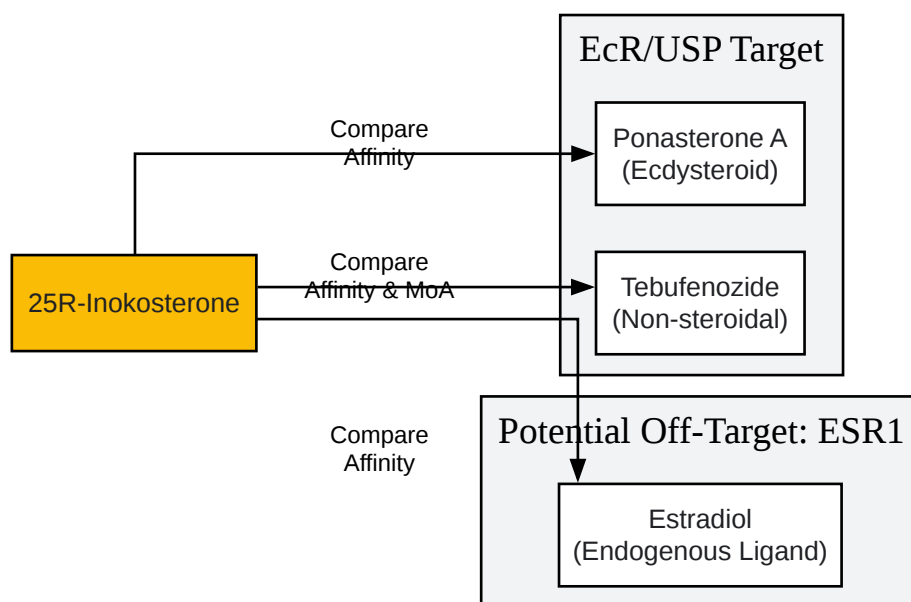 EcR/USP Target
Compare
Affinity
Ponasterone A
(Ecdysteroid)
25R-Inokosterone
Compare
Affinity & MoA
Tebufenozide
(Non-steroidal)
Compare
Affinity
Potential Off-Target: ESR1
Estradiol
(Endogenous Ligand)